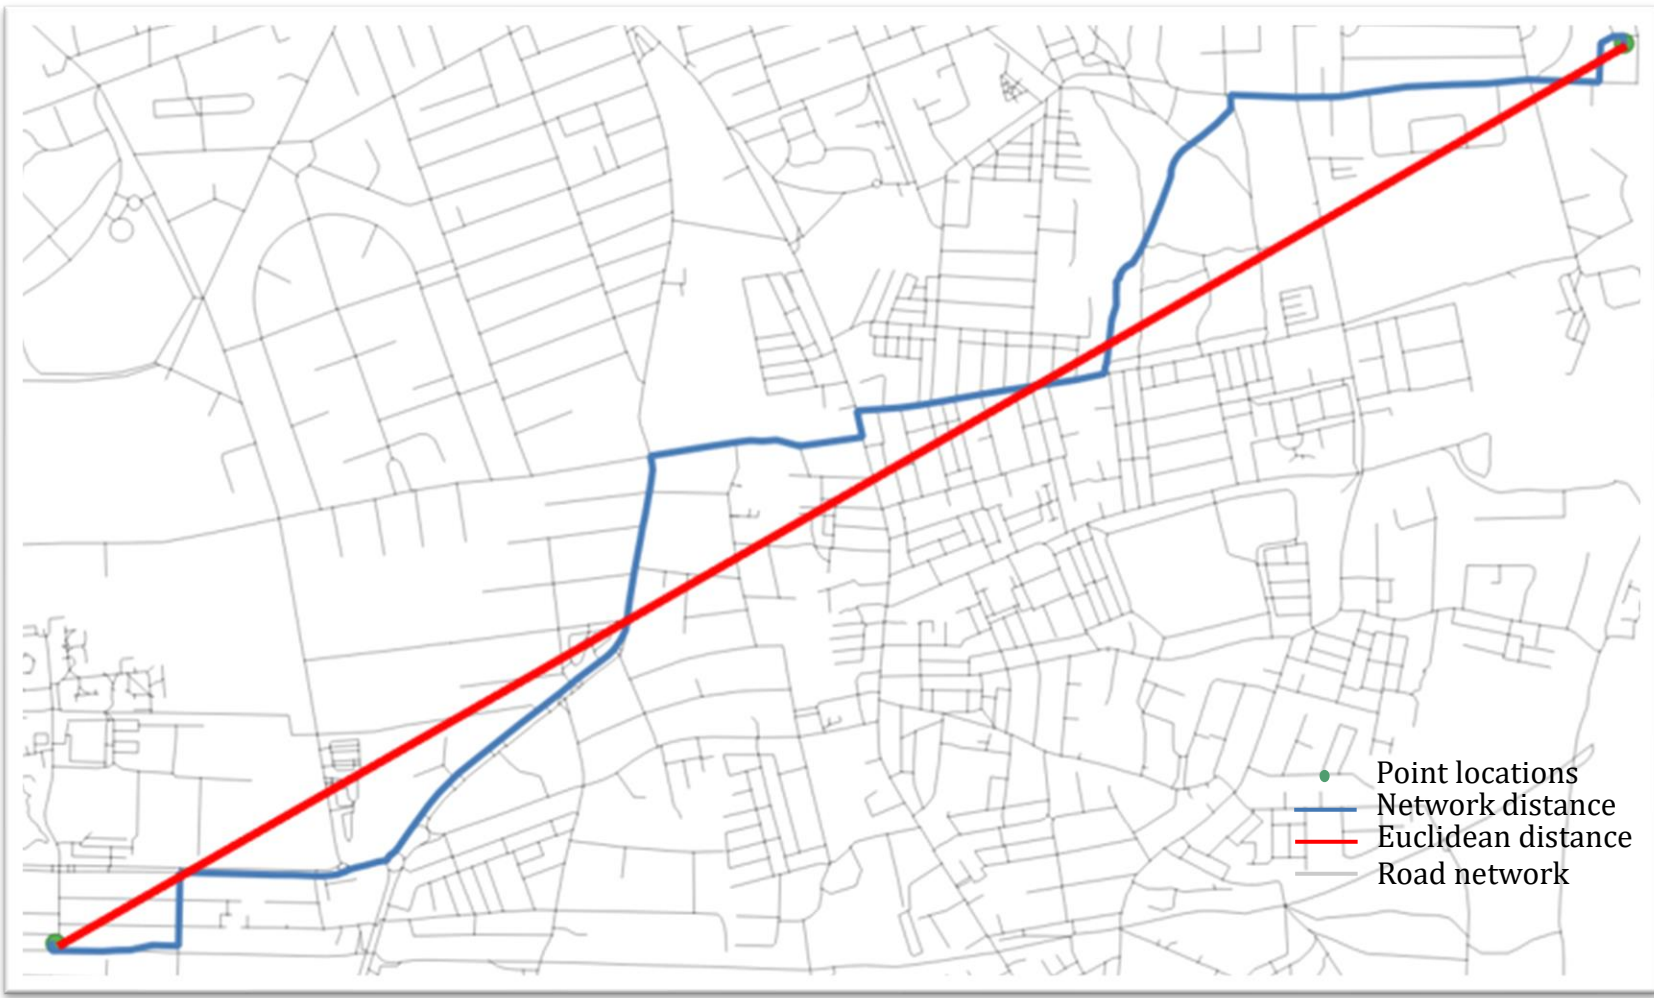 Point locations
Network distance
Euclidean distance
Road network